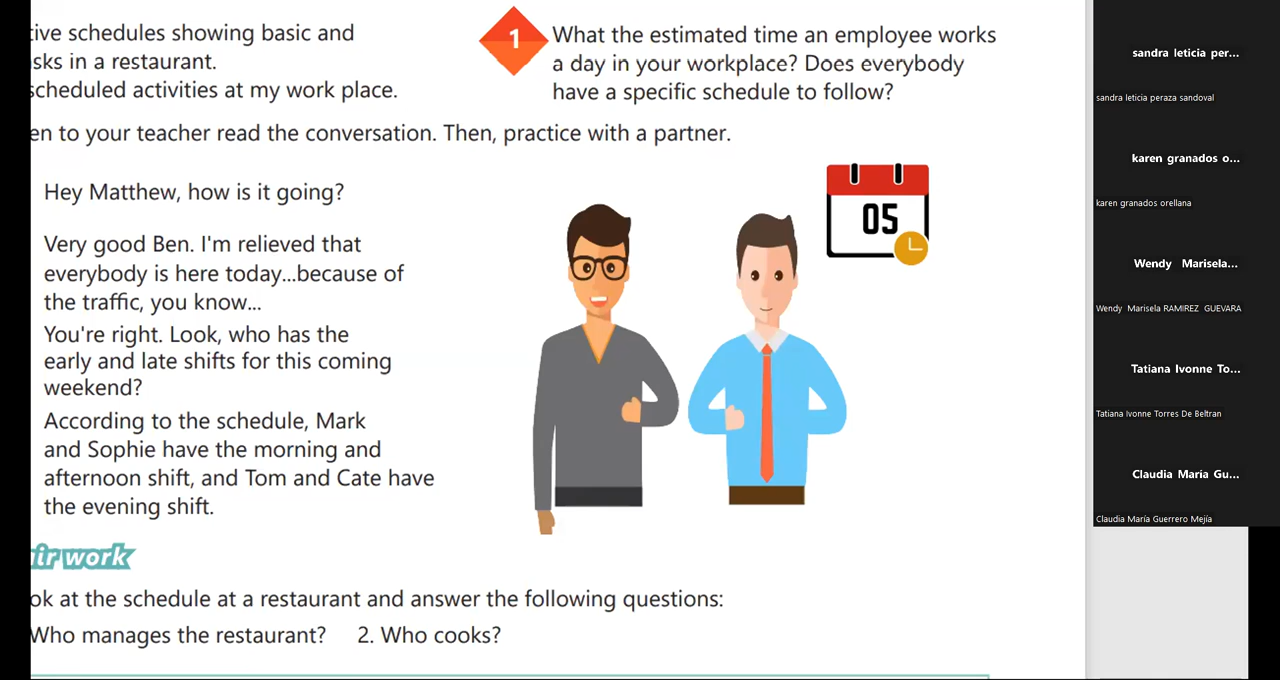 tive schedules showing basic and
asks in a restaurant.
scheduled activities at my work place.
1
What the estimated time an employee works
a day in your workplace? Does everybody
have a specific schedule to follow?
en to your teacher read the conversation. Then, practice with a partner.
Hey Matthew, how is it going?
Very good Ben. I'm relieved that
everybody is here today...because of
the traffic, you know...
You're right. Look, who has the
early and late shifts for this coming
weekend?
According to the schedule, Mark
and Sophie have the morning and
afternoon shift, and Tom and Cate have
the evening shift.
05
air work
ok at the schedule at a restaurant and answer the following questions:
Who manages the restaurant? 2. Who cooks?
sandra leticia per...
sandra leticia peraza sandoval
karen granados o...
karen granados orellana
Wendy Marisela...
Wendy Marisela RAMIREZ GUEVARA
Tatiana Ivonne To...
Tatiana Ivonne Torres De Beltran
Claudia María Gu...
Claudia María Guerrero Mejía